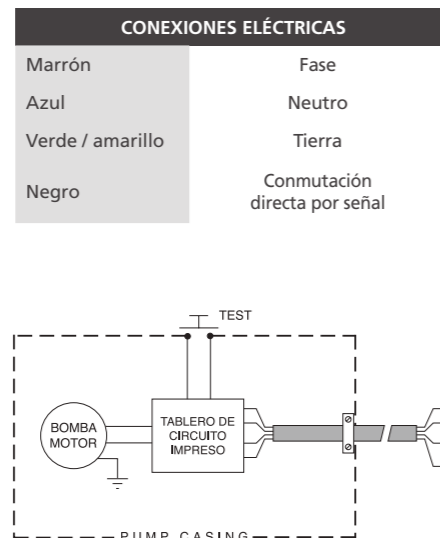 CONEXIONES ELÉCTRICAS
Marrón Fase
Azul Neutro
Verde / amarillo Tierra
Negro Conmutación
directa por señal
TEST
BOMBA
MOTOR
TABLERO DE
CIRCUITO
IMPRESO
PUMP CASING